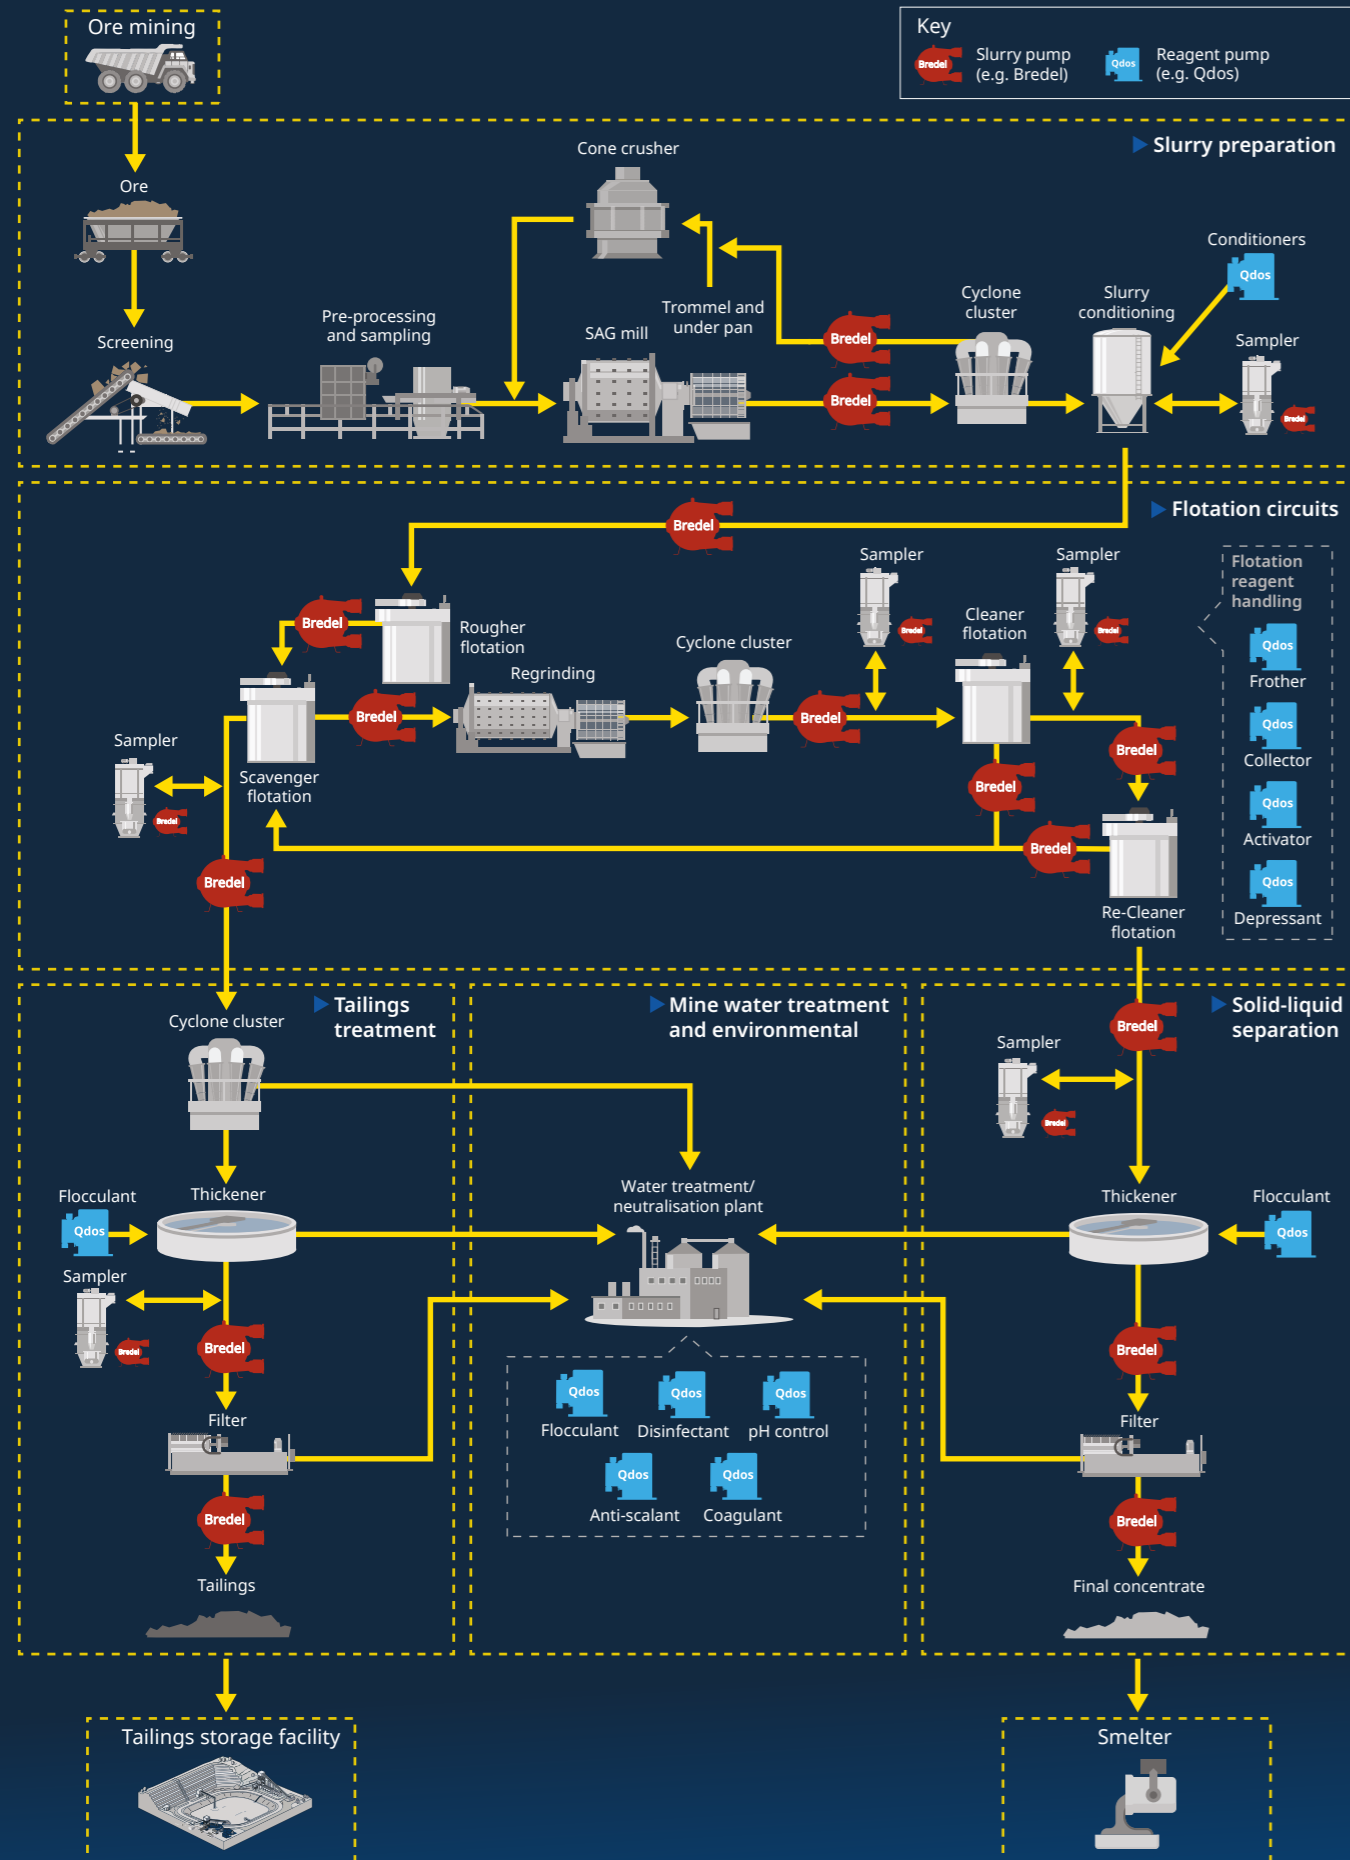 Ore mining
Key
Bredel
Slurry pump
(e.g. Bredel)
Qdos
Reagent pump
(e.g. Qdos)
Slurry preparation
Cone crusher
Ore
Conditioners
Qdos
Trommel and
under pan
Cyclone
cluster
Slurry
conditioning
Pre-processing
and sampling
SAG mill
Bredel
Sampler
Screening
Bredel
Bredel
Flotation circuits
Bredel
Sampler
Sampler
Flotation
reagent
handling
Bredel
Rougher
flotation
Cleaner
flotation
Bredel
Bredel
Qdos
Frother
Cyclone cluster
Regrinding
Bredel
Bredel
Qdos
Collector
Sampler
Bredel
Scavenger
flotation
Bredel
Qdos
Activator
Bredel
Bredel
Bredel
Qdos
Depressant
Re-Cleaner
flotation
Tailings
treatment
Mine water treatment
and environmental
Solid-liquid
separation
Cyclone cluster
Bredel
Sampler
Bredel
Flocculant
Qdos
Thickener
Water treatment/
neutralisation plant
Thickener
Flocculant
Qdos
Sampler
Bredel
Bredel
Bredel
Qdos
Qdos
Qdos
Flocculant
Disinfectant
pH control
Filter
Filter
Qdos
Qdos
Anti-scalant
Coagulant
Bredel
Bredel
Tailings
Final concentrate
Tailings storage facility
Smelter